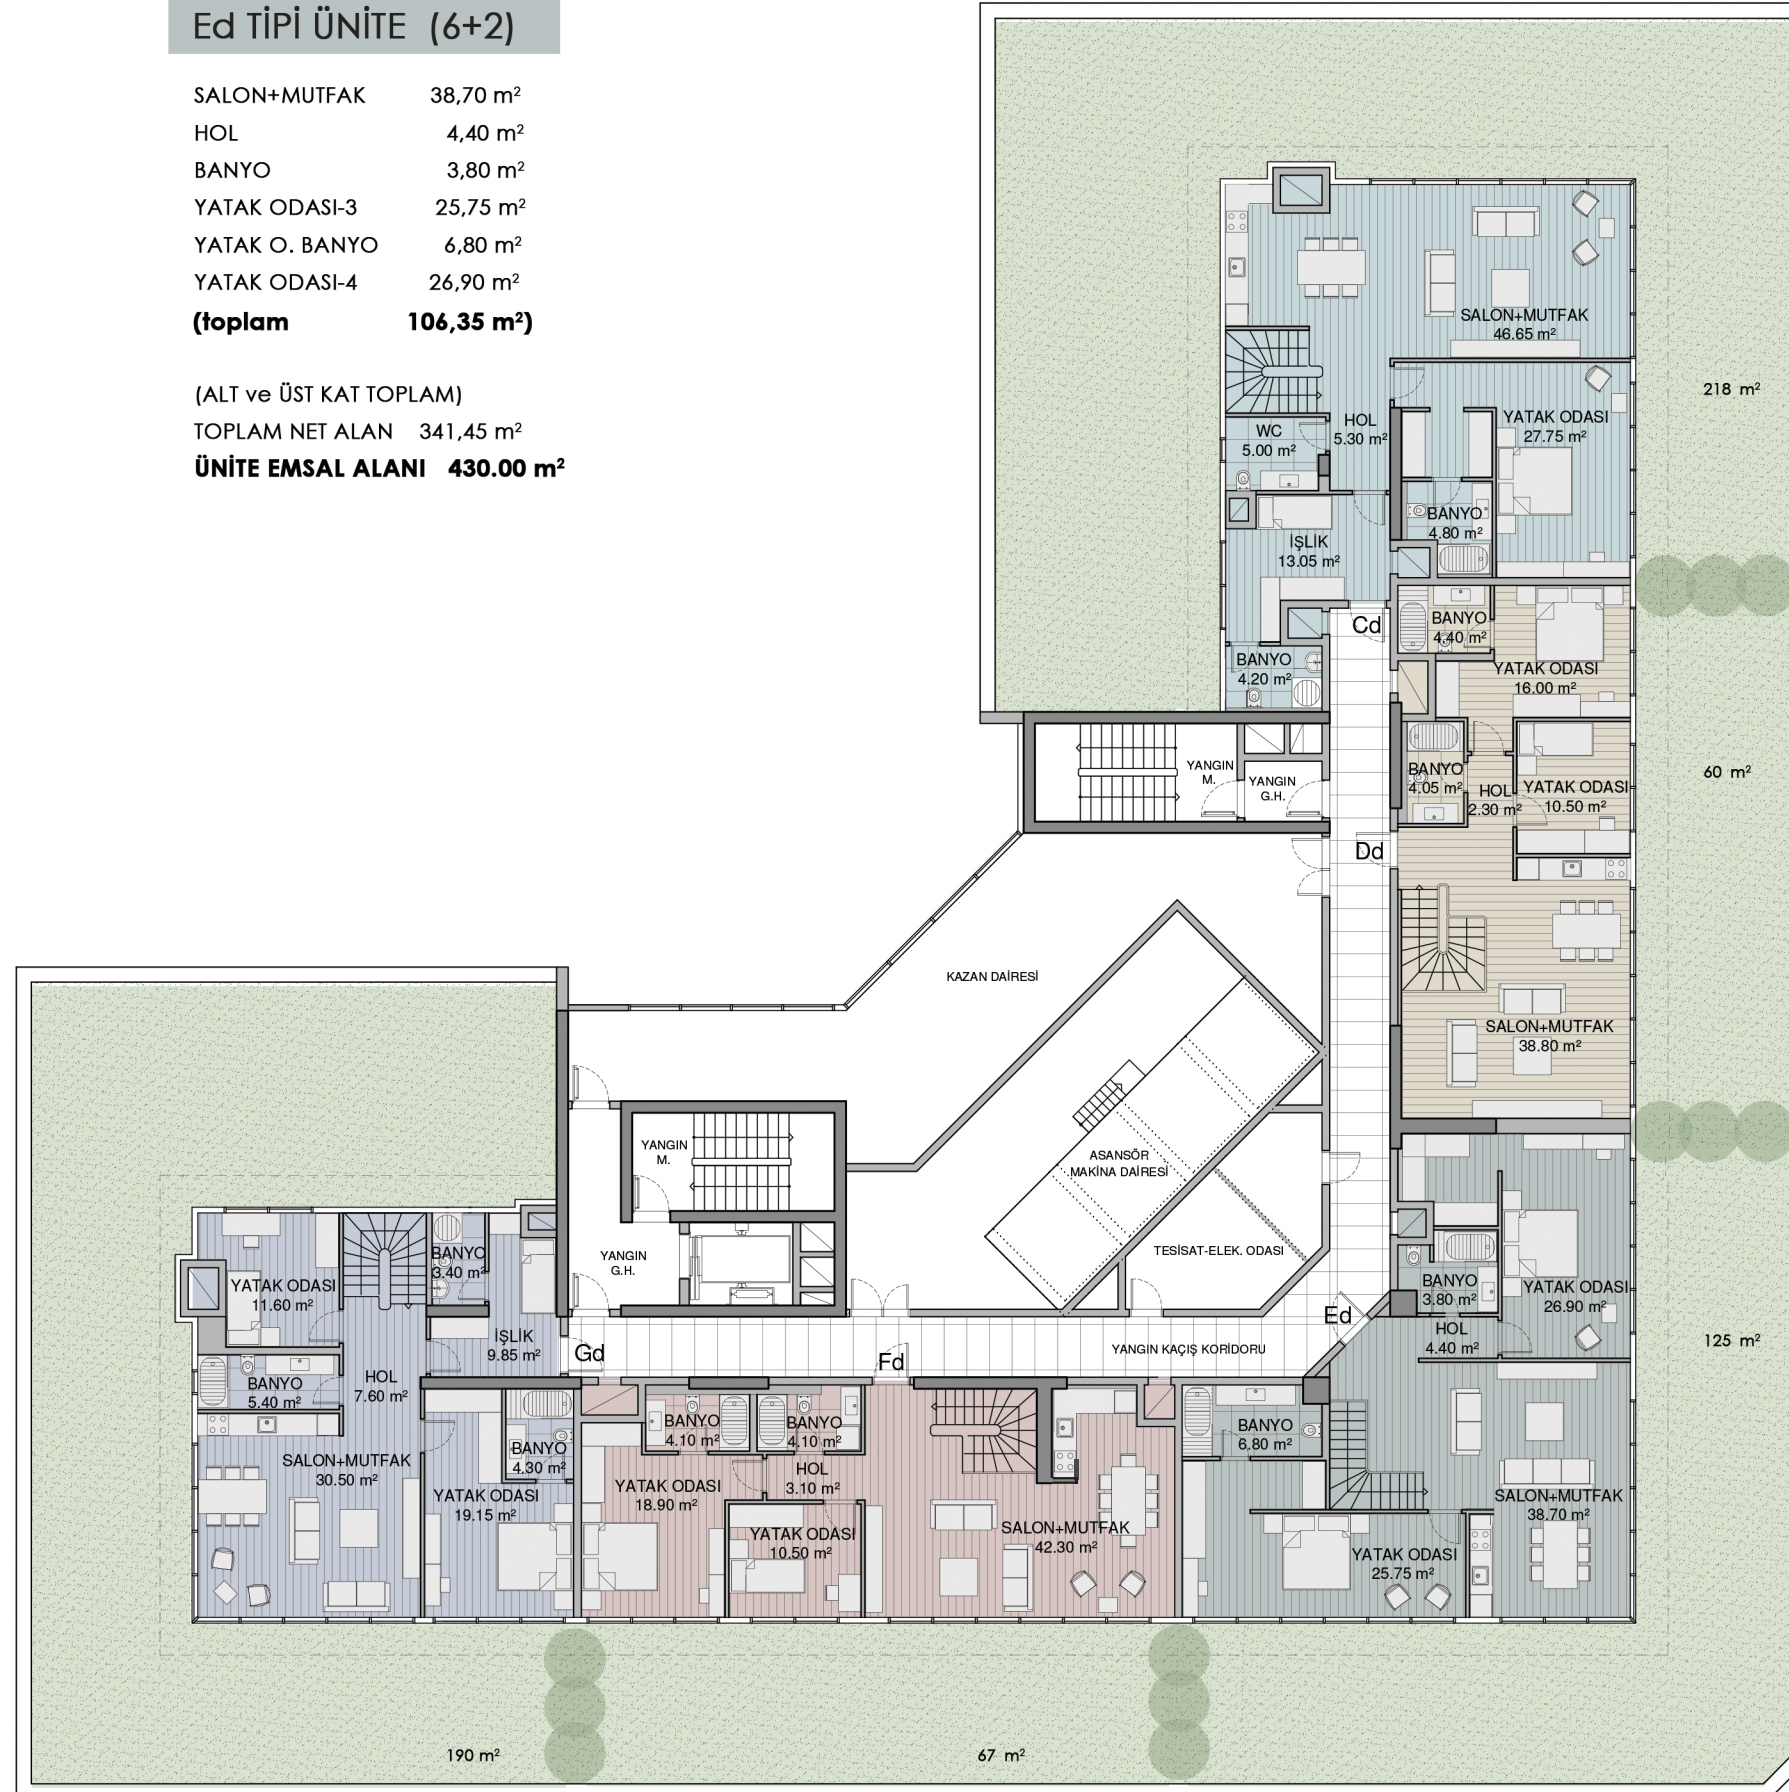 Ed TİPİ ÜNİTE (6+2)
SALON+MUTFAK 38,70 m²
HOL 4,40 m²
BANYO 3,80 m²
YATAK ODASI-3 25,75 m²
YATAK O. BANYO 6,80 m²
YATAK ODASI-4 26,90 m²
(toplam 106,35 m²)
(ALT ve ÜST KAT TOPLAM)
TOPLAM NET ALAN 341,45 m²
ÜNİTE EMSAL ALANI 430.00 m²
SALON+MUTFAK
46.65 m²
218 m²
YATAK ODASI
27.75 m²
HOL
5.30 m²
WC
5.00 m²
BANYO
4.80 m²
İŞLİK
13.05 m²
Cd
BANYO
4.40 m²
BANYO
4.20 m²
YATAK ODASI
16.00 m²
YANGIN
M.
YANGIN
G.H.
BANYO
4.05 m²
HOL
2.30 m²
YATAK ODASI
10.50 m²
60 m²
Dd
KAZAN DAİRESİ
SALON+MUTFAK
38.80 m²
YANGIN
M.
ASANSÖR
MAKİNA DAİRESİ
YANGIN
G.H.
TESİSAT-ELEK. ODASI
BANYO
3.80 m²
YATAK ODASI
26.90 m²
HOL
4.40 m²
125 m²
Ed
YANGIN KAÇIŞ KORİDORU
BANYO
3.40 m²
YATAK ODASI
11.60 m²
İŞLİK
9.85 m²
Gd
Fd
HOL
7.60 m²
BANYO
5.40 m²
BANYO
4.10 m²
BANYO
4.10 m²
BANYO
6.80 m²
SALON+MUTFAK
30.50 m²
BANYO
4.30 m²
HOL
3.10 m²
YATAK ODASI
19.15 m²
YATAK ODASI
18.90 m²
SALON+MUTFAK
38.70 m²
YATAK ODASI
10.50 m²
SALON+MUTFAK
42.30 m²
YATAK ODASI
25.75 m²
190 m²
67 m²